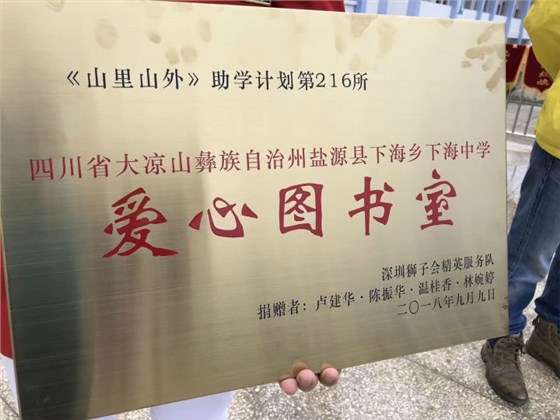 《山里山外》助学计划第216所
四川省大凉山彝族自治州盐源县下海乡下海中学
爱心图书室
深圳狮子会精英服务队
捐赠者：卢建华·陈振华·温桂香·林婉婷
二〇一八年九月九日